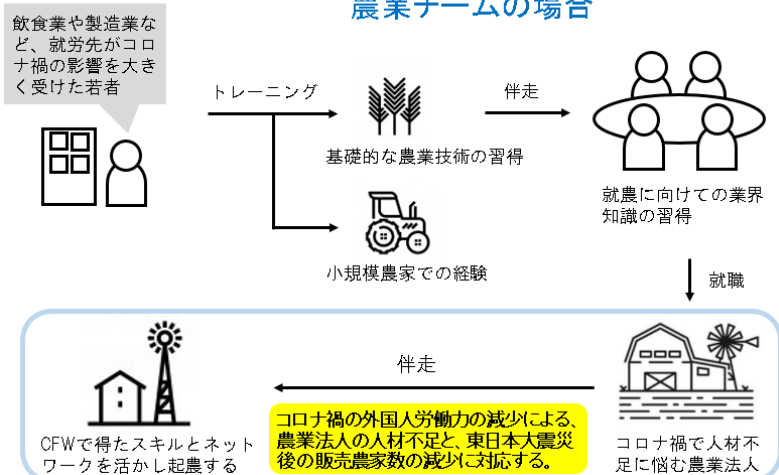 農業チームの場合
飲食業や製造業な
ど、就労先がコロ
ナ禍の影響を大き
く受けた若者
トレーニング
伴走
基礎的な農業技術の習得
小規模農家での経験
就農に向けての業界
知識の習得
就職
伴走
コロナ禍の外国人労働力の減少による、
農業法人の人材不足と、東日本大震災
後の販売農家数の減少に対応する。
CFWで得たスキルとネット
ワークを活かし起農する
コロナ禍で人材不
足に悩む農業法人